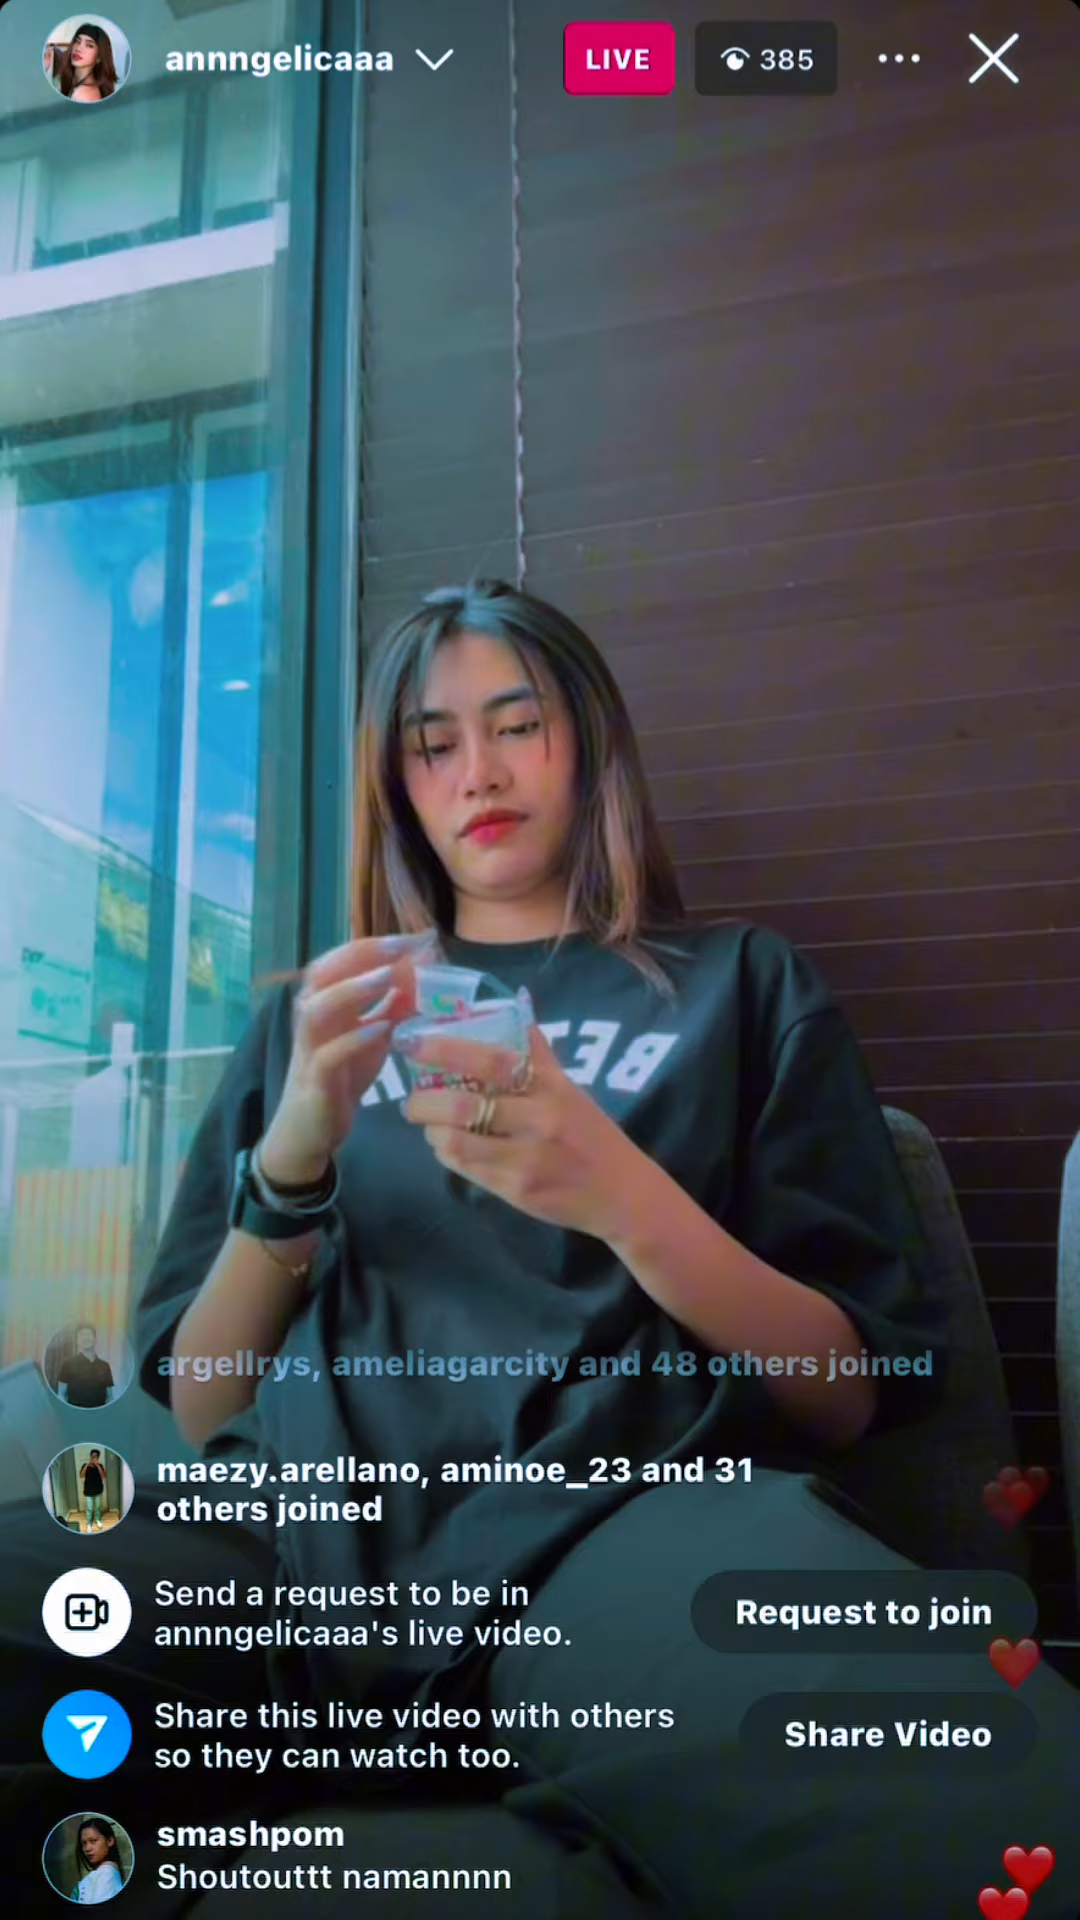 annngelicaaa
LIVE
385
argellrys, ameliagarcity and 48 others joined
maezy.arellano, aminoe_23 and 31
others joined
Send a request to be in
annngelicaaa's live video.
Request to join
Share this live video with others
so they can watch too.
Share Video
smashpom
Shoutouttt namannnn